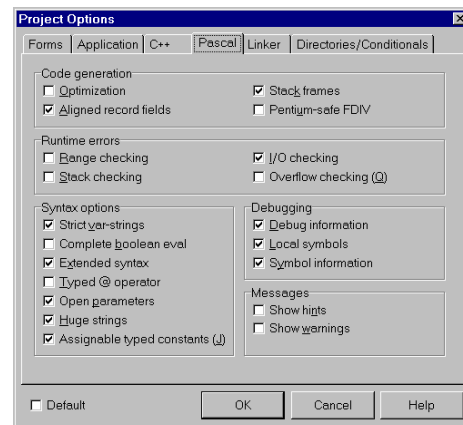 Project Options
Forms Application C++ Pascal Linker Directories/Conditionals
Code generation
Optimization Stack frames
Aligned record fields Pentium-safe FDIV
Runtime errors
Range checking I/O checking
Stack checking Overflow checking (Q)
Syntax options
Strict var-strings
Complete boolean eval
Extended syntax
Typed @ operator
Open parameters
Huge strings
Assignable typed constants (J)
Debugging
Debug information
Local symbols
Symbol information
Messages
Show hints
Show warnings
Default OK Cancel Help